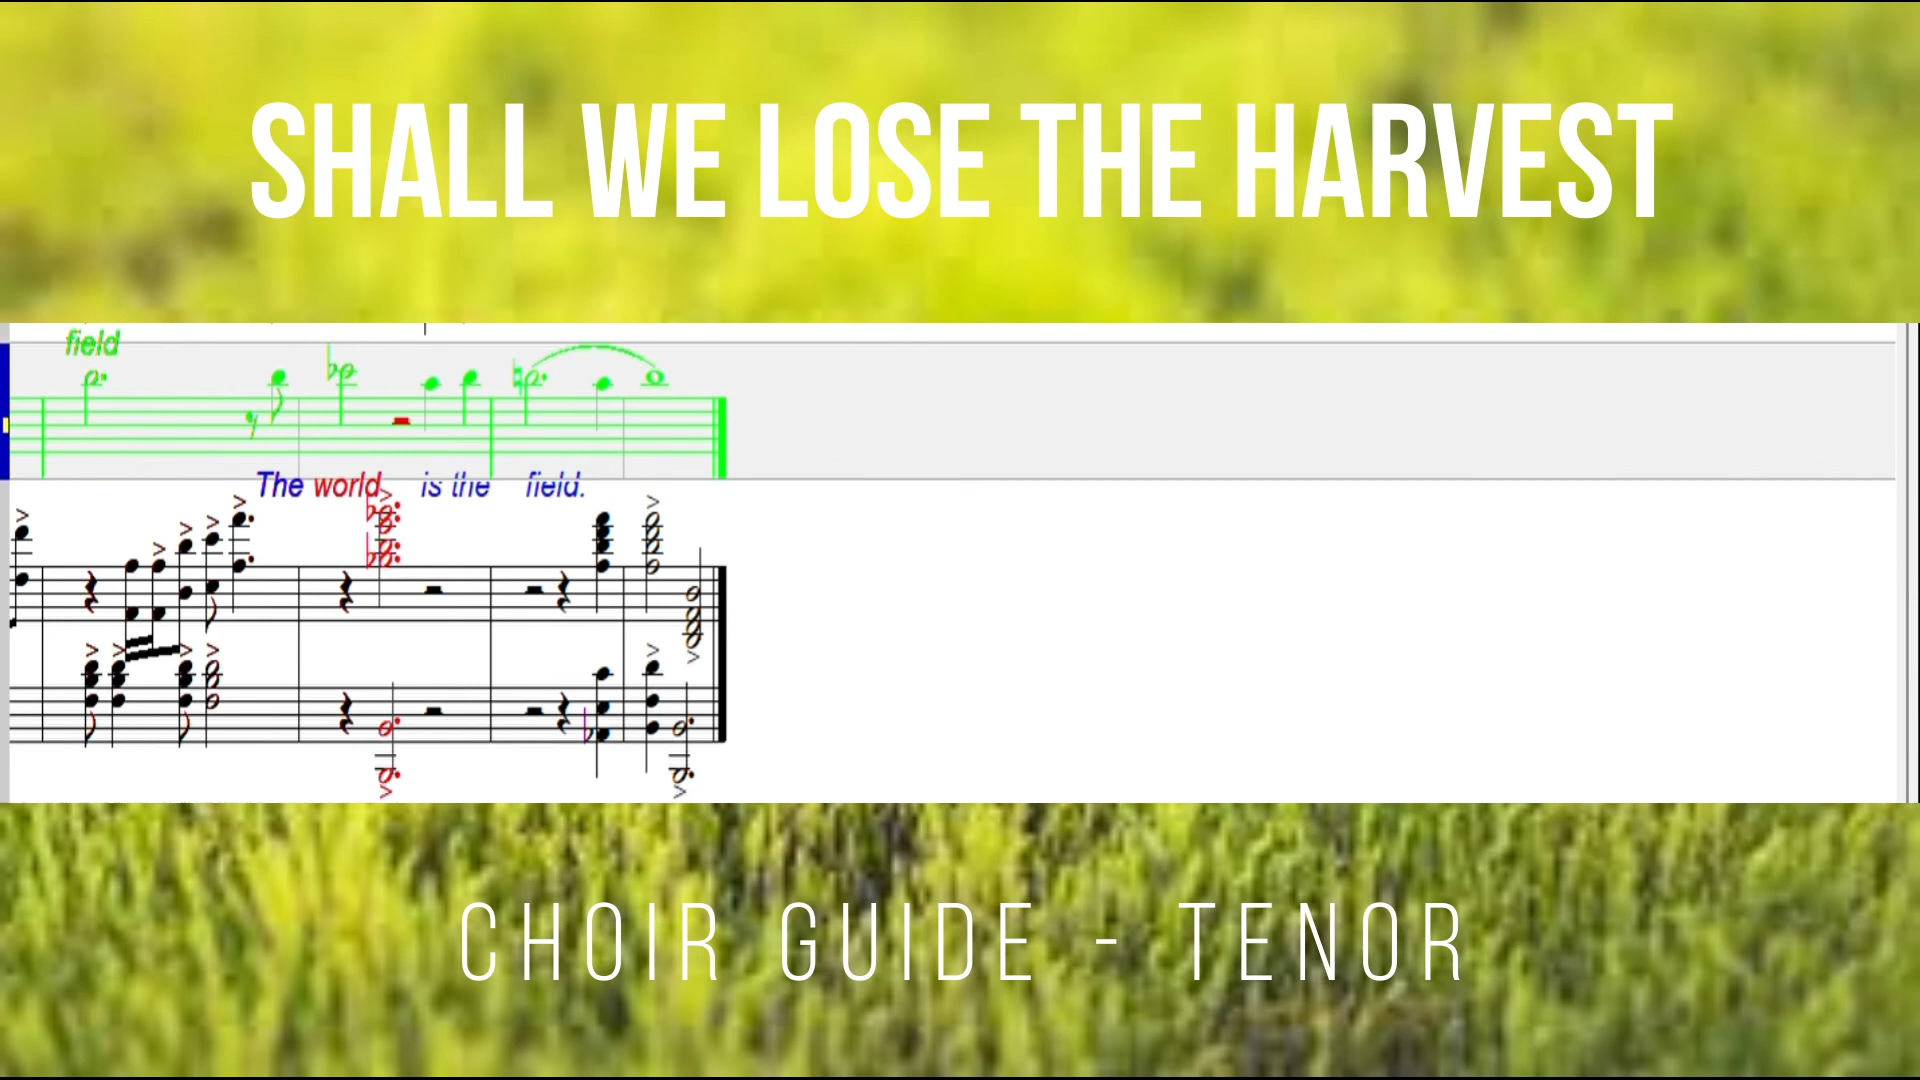 SHALL WE LOSE THE HARVEST
field
The world is the field.
CHOIR GUIDE - TENOR